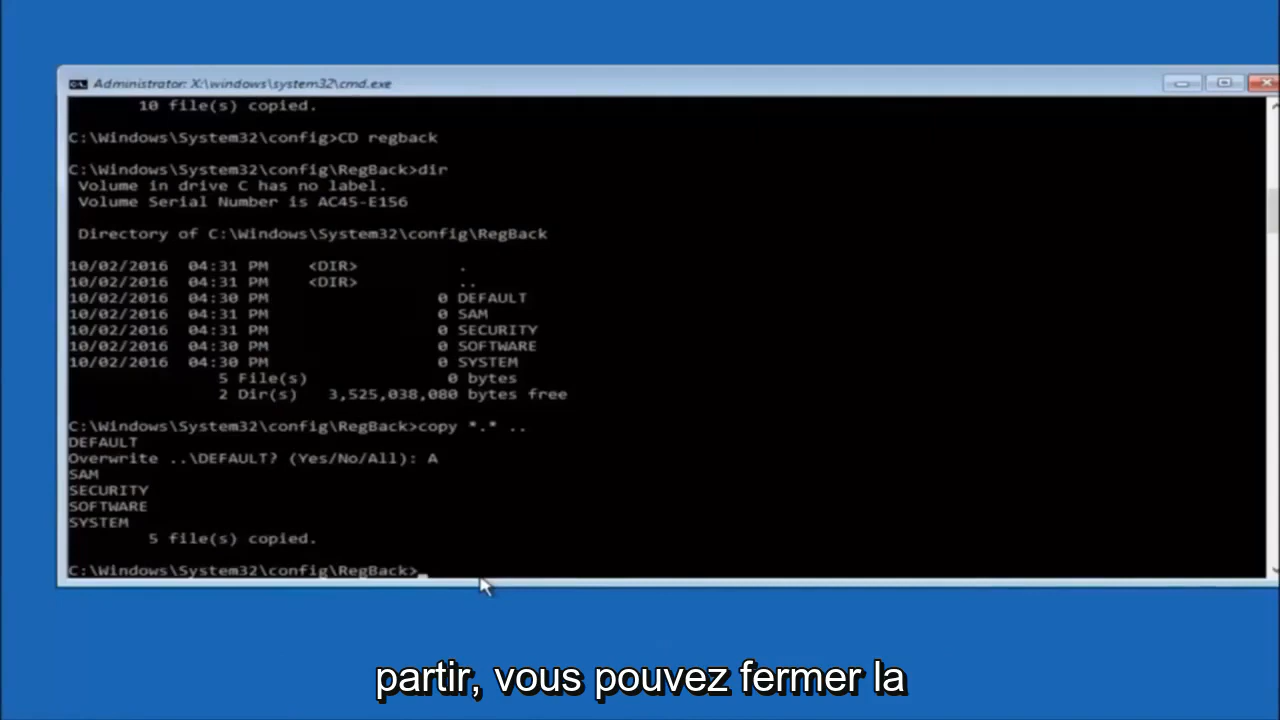 Administrator: X:\windows\system32\cmd.exe
10 file(s) copied.
C:\Windows\System32\config>CD regback
C:\Windows\System32\config\RegBack>dir
Volume in drive C has no label.
Volume Serial Number is AC45-E156
Directory of C:\Windows\System32\config\RegBack
10/02/2016 04:31 PM <DIR> .
10/02/2016 04:31 PM <DIR> ..
10/02/2016 04:30 PM 0 DEFAULT
10/02/2016 04:31 PM 0 SAM
10/02/2016 04:31 PM 0 SECURITY
10/02/2016 04:30 PM 0 SOFTWARE
10/02/2016 04:30 PM 0 SYSTEM
5 File(s) 0 bytes
2 Dir(s) 3,525,038,080 bytes free
C:\Windows\System32\config\RegBack>copy *.* ..
DEFAULT
Overwrite ..\DEFAULT? (Yes/No/All): A
SAM
SECURITY
SOFTWARE
SYSTEM
5 file(s) copied.
C:\Windows\System32\config\RegBack>_
partir, vous pouvez fermer la